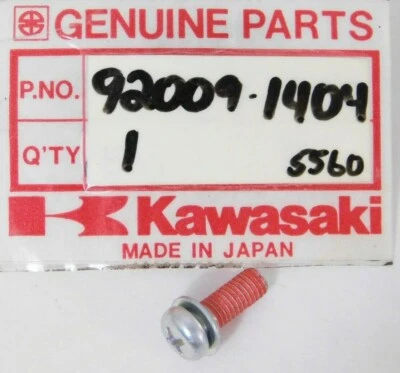 GENUINE PARTS
P.NO. 92009-1404
Q'TY 1 5560
Kawasaki
MADE IN JAPAN